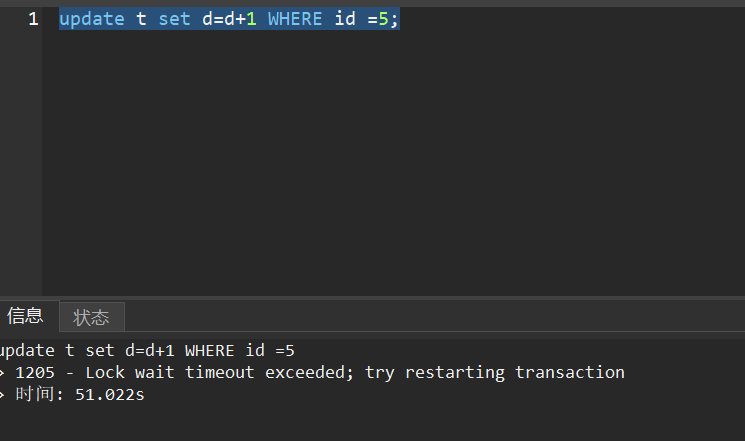 1 update t set d=d+1 WHERE id =5;
信息 状态
update t set d=d+1 WHERE id =5
> 1205 - Lock wait timeout exceeded; try restarting transaction
> 时间: 51.022s